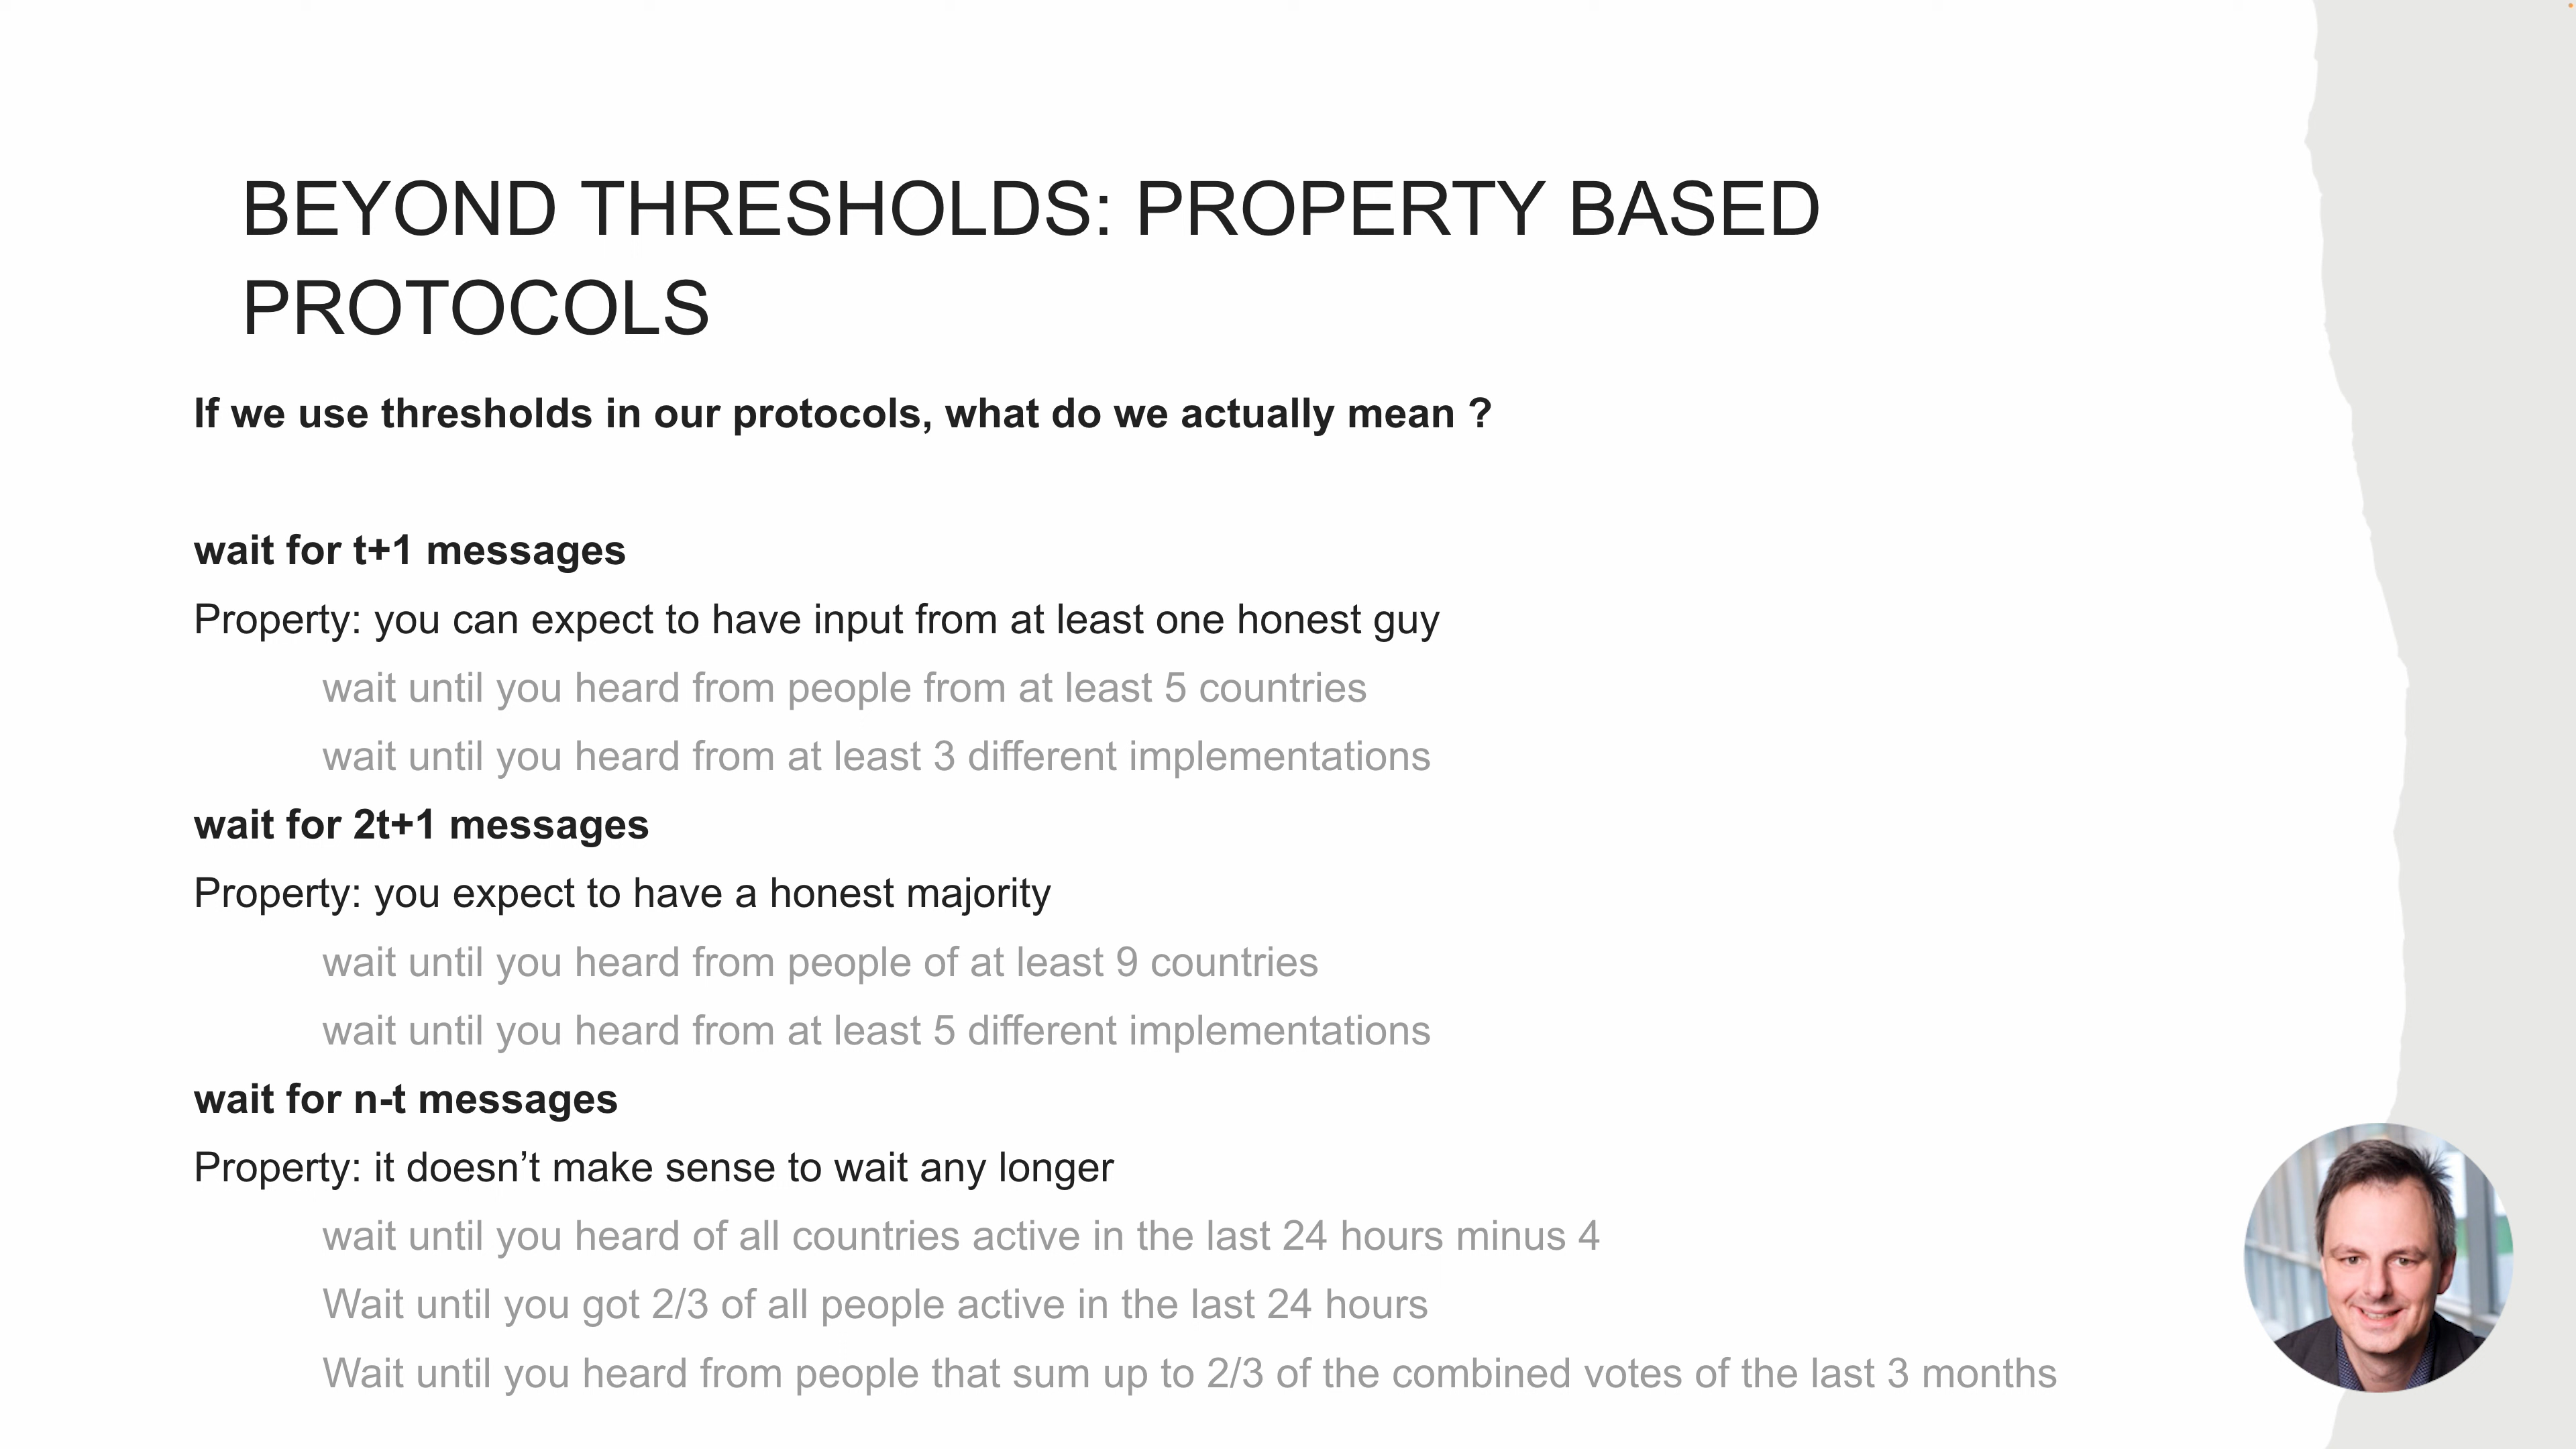 BEYOND THRESHOLDS: PROPERTY BASED
PROTOCOLS
If we use thresholds in our protocols, what do we actually mean ?
wait for t+1 messages
Property: you can expect to have input from at least one honest guy
wait until you heard from people from at least 5 countries
wait until you heard from at least 3 different implementations
wait for 2t+1 messages
Property: you expect to have a honest majority
wait until you heard from people of at least 9 countries
wait until you heard from at least 5 different implementations
wait for n-t messages
Property: it doesn’t make sense to wait any longer
wait until you heard of all countries active in the last 24 hours minus 4
Wait until you got 2/3 of all people active in the last 24 hours
Wait until you heard from people that sum up to 2/3 of the combined votes of the last 3 months